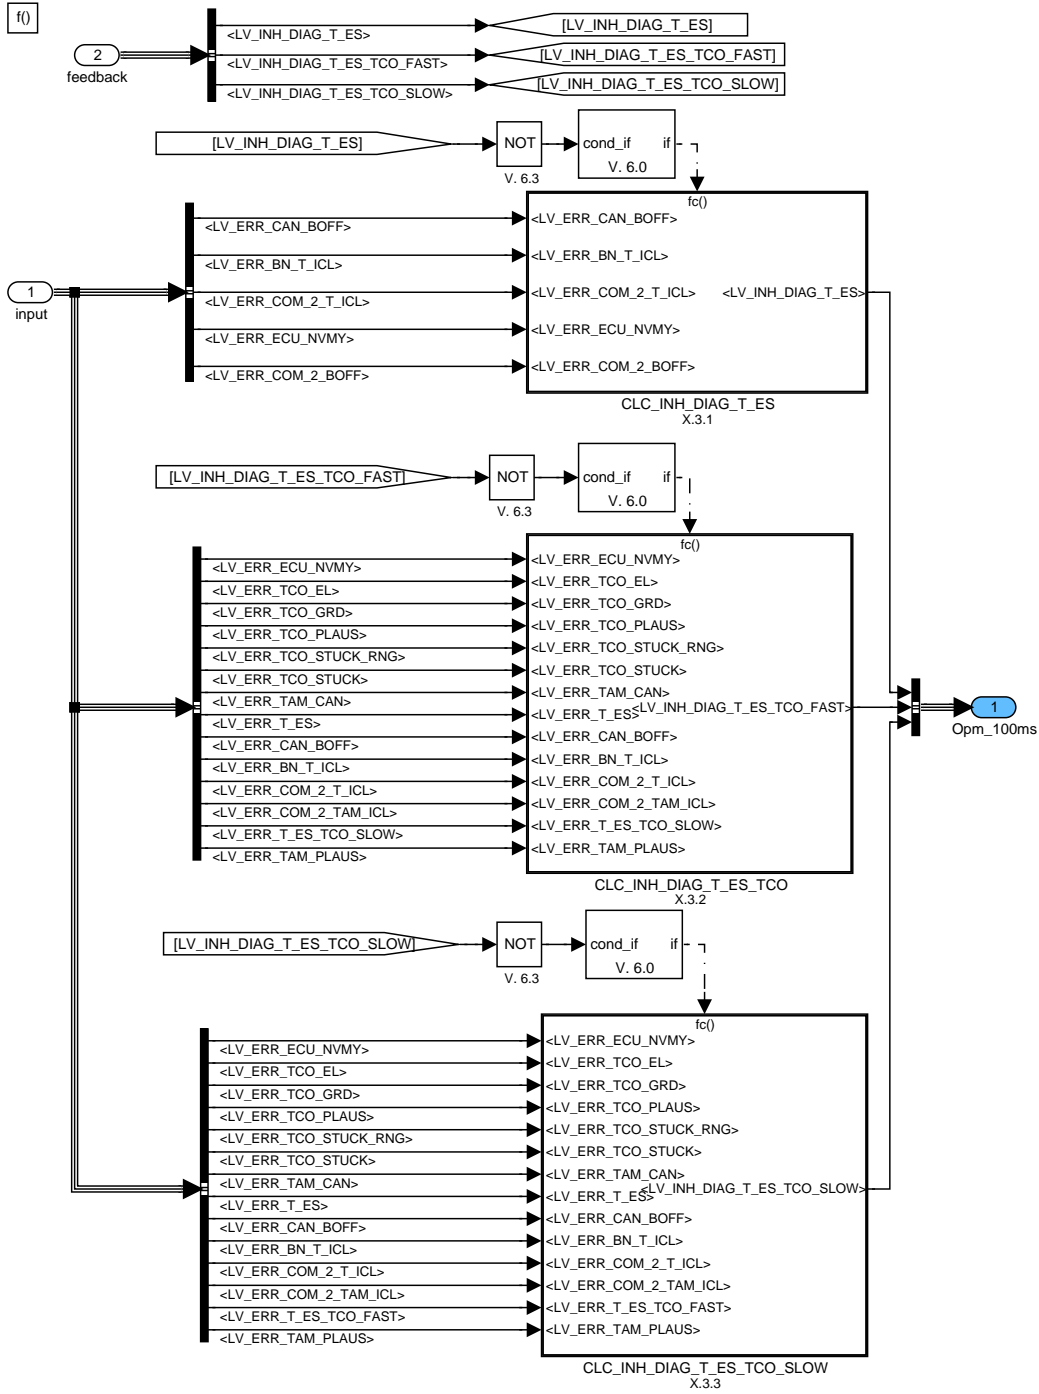 f()
2
feedback
<LV_INH_DIAG_T_ES>
<LV_INH_DIAG_T_ES_TCO_FAST>
<LV_INH_DIAG_T_ES_TCO_SLOW>
[LV_INH_DIAG_T_ES]
[LV_INH_DIAG_T_ES_TCO_FAST]
[LV_INH_DIAG_T_ES_TCO_SLOW]
[LV_INH_DIAG_T_ES]
NOT
V. 6.3
cond_if if
V. 6.0
1
input
<LV_ERR_CAN_BOFF>
<LV_ERR_BN_T_ICL>
<LV_ERR_COM_2_T_ICL>
<LV_ERR_ECU_NVMY>
<LV_ERR_COM_2_BOFF>
fc()
<LV_ERR_CAN_BOFF>
<LV_ERR_BN_T_ICL>
<LV_ERR_COM_2_T_ICL> <LV_INH_DIAG_T_ES>
<LV_ERR_ECU_NVMY>
<LV_ERR_COM_2_BOFF>
CLC_INH_DIAG_T_ES
X.3.1
[LV_INH_DIAG_T_ES_TCO_FAST]
NOT
V. 6.3
cond_if if
V. 6.0
<LV_ERR_ECU_NVMY>
<LV_ERR_TCO_EL>
<LV_ERR_TCO_GRD>
<LV_ERR_TCO_PLAUS>
<LV_ERR_TCO_STUCK_RNG>
<LV_ERR_TCO_STUCK>
<LV_ERR_TAM_CAN>
<LV_ERR_T_ES>
<LV_ERR_CAN_BOFF>
<LV_ERR_BN_T_ICL>
<LV_ERR_COM_2_T_ICL>
<LV_ERR_COM_2_TAM_ICL>
<LV_ERR_T_ES_TCO_SLOW>
<LV_ERR_TAM_PLAUS>
fc()
<LV_ERR_ECU_NVMY>
<LV_ERR_TCO_EL>
<LV_ERR_TCO_GRD>
<LV_ERR_TCO_PLAUS>
<LV_ERR_TCO_STUCK_RNG>
<LV_ERR_TCO_STUCK>
<LV_ERR_TAM_CAN>
<LV_INH_DIAG_T_ES_TCO_FAST>
<LV_ERR_T_ES>
<LV_ERR_CAN_BOFF>
<LV_ERR_BN_T_ICL>
<LV_ERR_COM_2_T_ICL>
<LV_ERR_COM_2_TAM_ICL>
<LV_ERR_T_ES_TCO_SLOW>
<LV_ERR_TAM_PLAUS>
CLC_INH_DIAG_T_ES_TCO
X.3.2
1
Opm_100ms
[LV_INH_DIAG_T_ES_TCO_SLOW]
NOT
V. 6.3
cond_if if
V. 6.0
<LV_ERR_ECU_NVMY>
<LV_ERR_TCO_EL>
<LV_ERR_TCO_GRD>
<LV_ERR_TCO_PLAUS>
<LV_ERR_TCO_STUCK_RNG>
<LV_ERR_TCO_STUCK>
<LV_ERR_TAM_CAN>
<LV_ERR_T_ES>
<LV_ERR_CAN_BOFF>
<LV_ERR_BN_T_ICL>
<LV_ERR_COM_2_T_ICL>
<LV_ERR_COM_2_TAM_ICL>
<LV_ERR_T_ES_TCO_FAST>
<LV_ERR_TAM_PLAUS>
fc()
<LV_ERR_ECU_NVMY>
<LV_ERR_TCO_EL>
<LV_ERR_TCO_GRD>
<LV_ERR_TCO_PLAUS>
<LV_ERR_TCO_STUCK_RNG>
<LV_ERR_TCO_STUCK>
<LV_ERR_TAM_CAN>
<LV_INH_DIAG_T_ES_TCO_SLOW>
<LV_ERR_T_ES>
<LV_ERR_CAN_BOFF>
<LV_ERR_BN_T_ICL>
<LV_ERR_COM_2_T_ICL>
<LV_ERR_COM_2_TAM_ICL>
<LV_ERR_T_ES_TCO_FAST>
<LV_ERR_TAM_PLAUS>
CLC_INH_DIAG_T_ES_TCO_SLOW
X.3.3